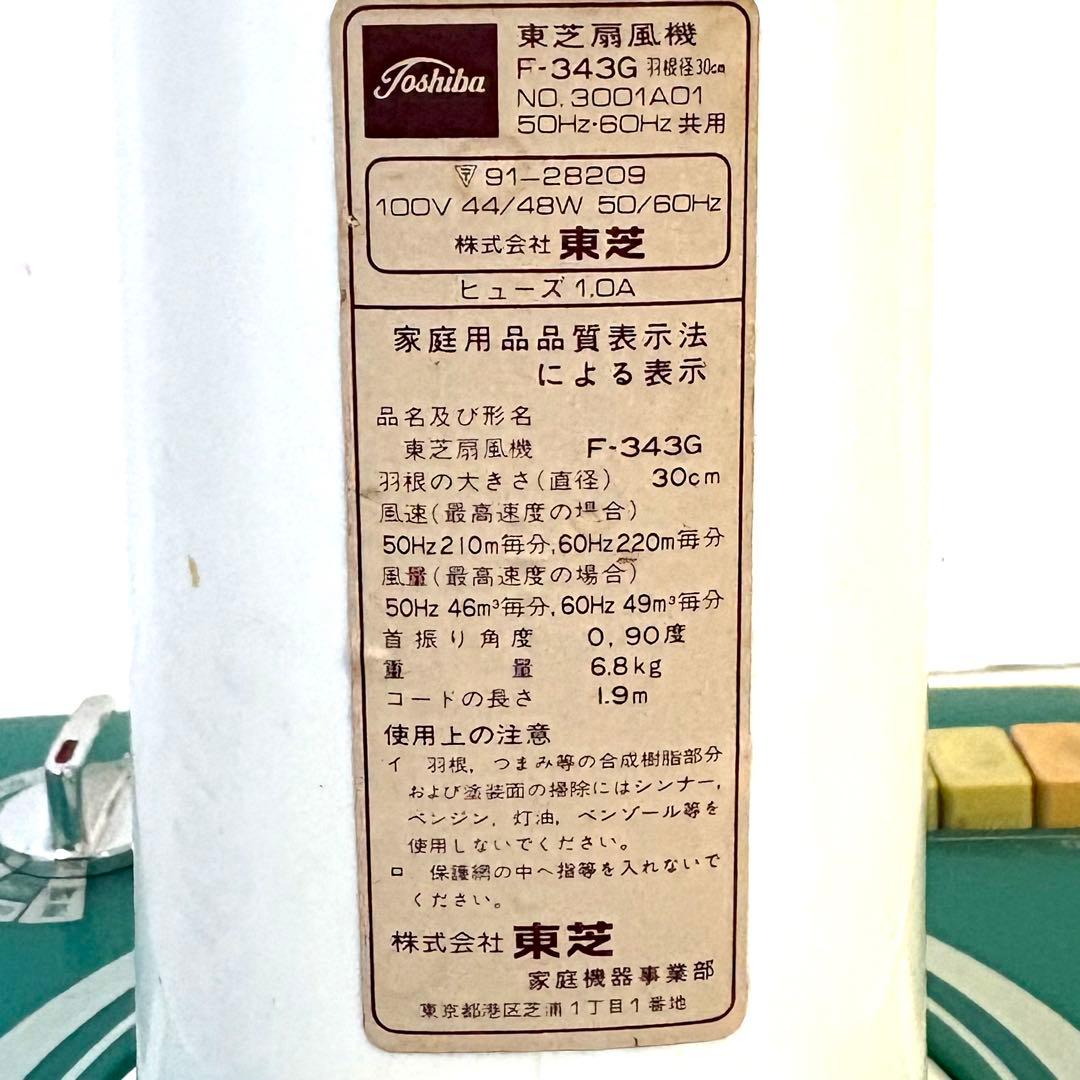 Toshiba
東芝扇風機
F-343G 羽根径30cm
NO. 3001A01
50Hz・60Hz 共用
91-28209
100V 44/48W 50/60Hz
株式会社 東芝
ヒューズ 1.0A
家庭用品品質表示法
による表示
品名及び形名
東芝扇風機 F-343G
羽根の大きさ(直径) 30cm
風速(最高速度の場合)
50Hz 210m毎分, 60Hz 220m毎分
風量(最高速度の場合)
50Hz 46m³毎分, 60Hz 49m³毎分
首振り角度 0, 90度
重量 6.8kg
コードの長さ 1.9m
使用上の注意
イ 羽根, つまみ等の合成樹脂部分
および塗装面の掃除にはシンナー,
ベンジン, 灯油, ベンゾール等を
使用しないでください。
ロ 保護網の中へ指等を入れないで
ください。
株式会社 東芝
家庭機器事業部
東京都港区芝浦1丁目1番地